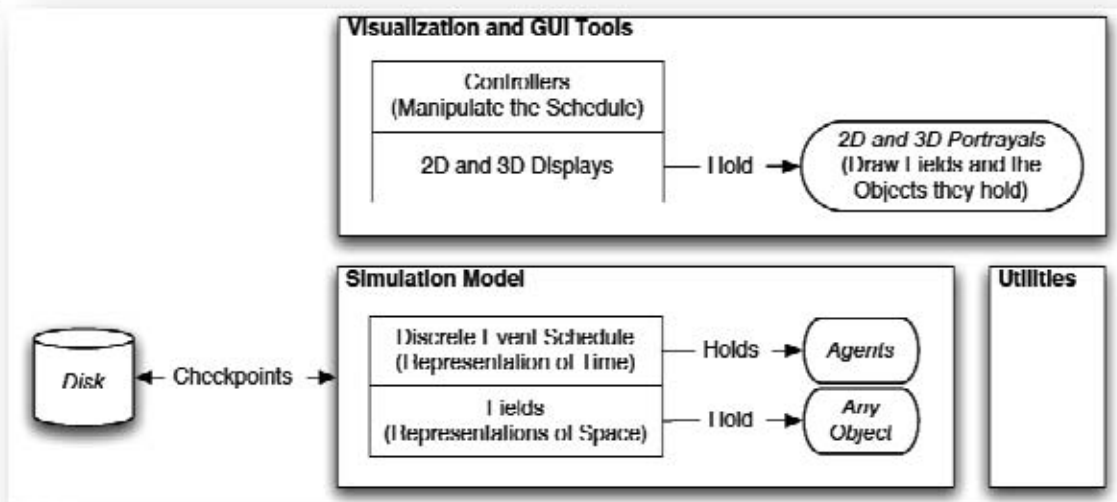 Visualization and GUI Tools
Controllers
(Manipulate the Schedule)
2D and 3D Displays
Hold
2D and 3D Portrayals
(Draw Fields and the
Objects they hold)
Simulation Model
Utilities
Discrete Event Schedule
(Representation of Time)
Holds
Agents
Disk
Checkpoints
Fields
(Representations of Space)
Hold
Any
Object